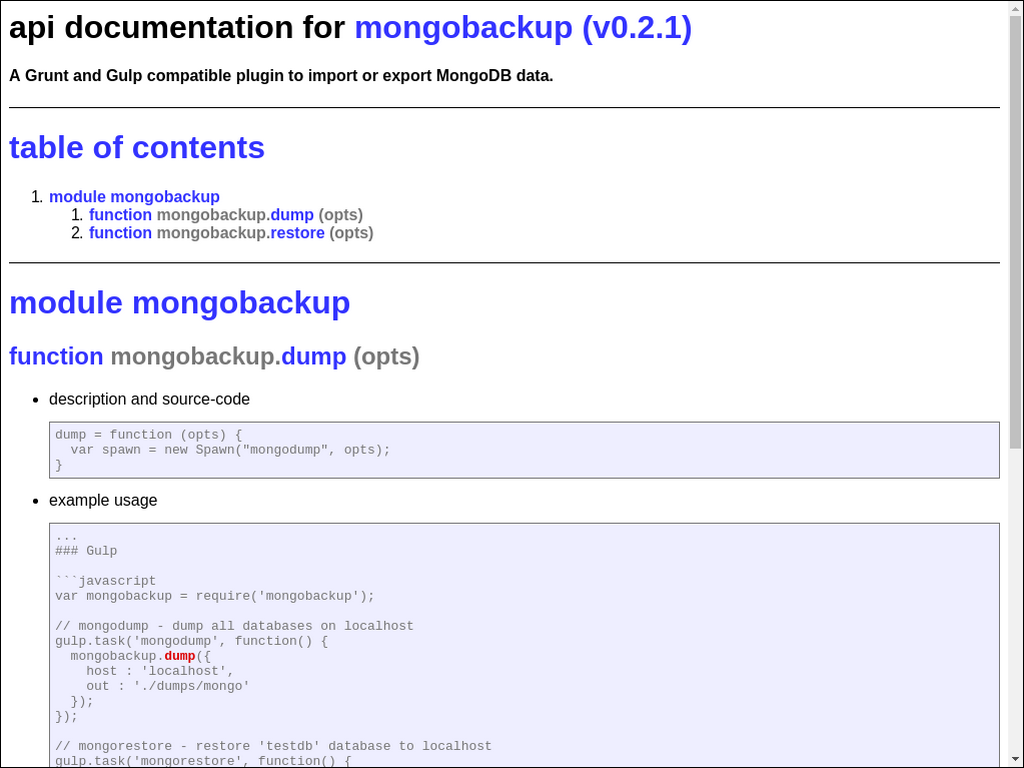 api documentation for mongobackup (v0.2.1)
A Grunt and Gulp compatible plugin to import or export MongoDB data.
table of contents
1. module mongobackup
1. function mongobackup.dump (opts)
2. function mongobackup.restore (opts)
module mongobackup
function mongobackup.dump (opts)
• description and source-code
dump = function (opts) {
  var spawn = new Spawn("mongodump", opts);
}
• example usage
...
### Gulp

```javascript
var mongobackup = require('mongobackup');

// mongodump - dump all databases on localhost
gulp.task('mongodump', function() {
  mongobackup.dump({
    host : 'localhost',
    out : './dumps/mongo'
  });
});

// mongorestore - restore 'testdb' database to localhost
gulp.task('mongorestore', function() {